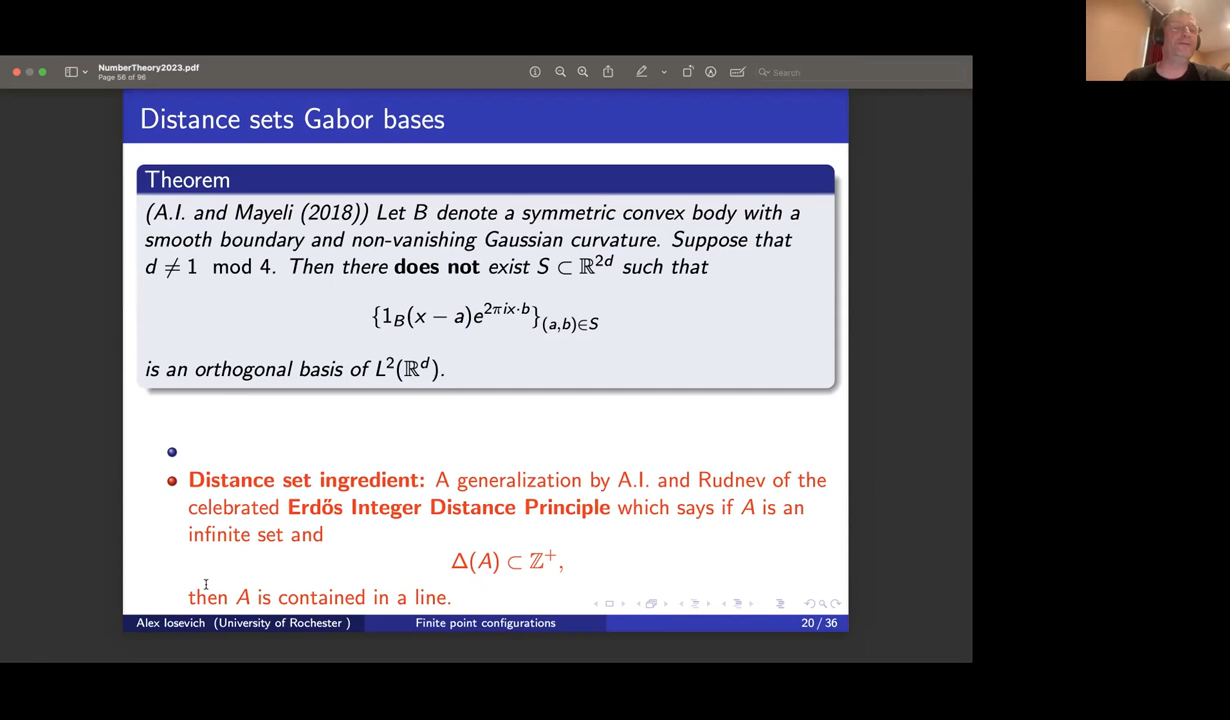 NumberTheory2023.pdf
Page 56 of 96
Search
Distance sets Gabor bases
Theorem
(A.I. and Mayeli (2018)) Let B denote a symmetric convex body with a
smooth boundary and non-vanishing Gaussian curvature. Suppose that
d ≠ 1 mod 4. Then there does not exist S ⊂ ℝ^{2d} such that
{1_B(x − a)e^{2πix·b}}_{(a,b)∈S}
is an orthogonal basis of L²(ℝ^d).
Distance set ingredient: A generalization by A.I. and Rudnev of the
celebrated Erdős Integer Distance Principle which says if A is an
infinite set and
Δ(A) ⊂ ℤ⁺,
then A is contained in a line.
Alex Iosevich (University of Rochester ) Finite point configurations 20 / 36